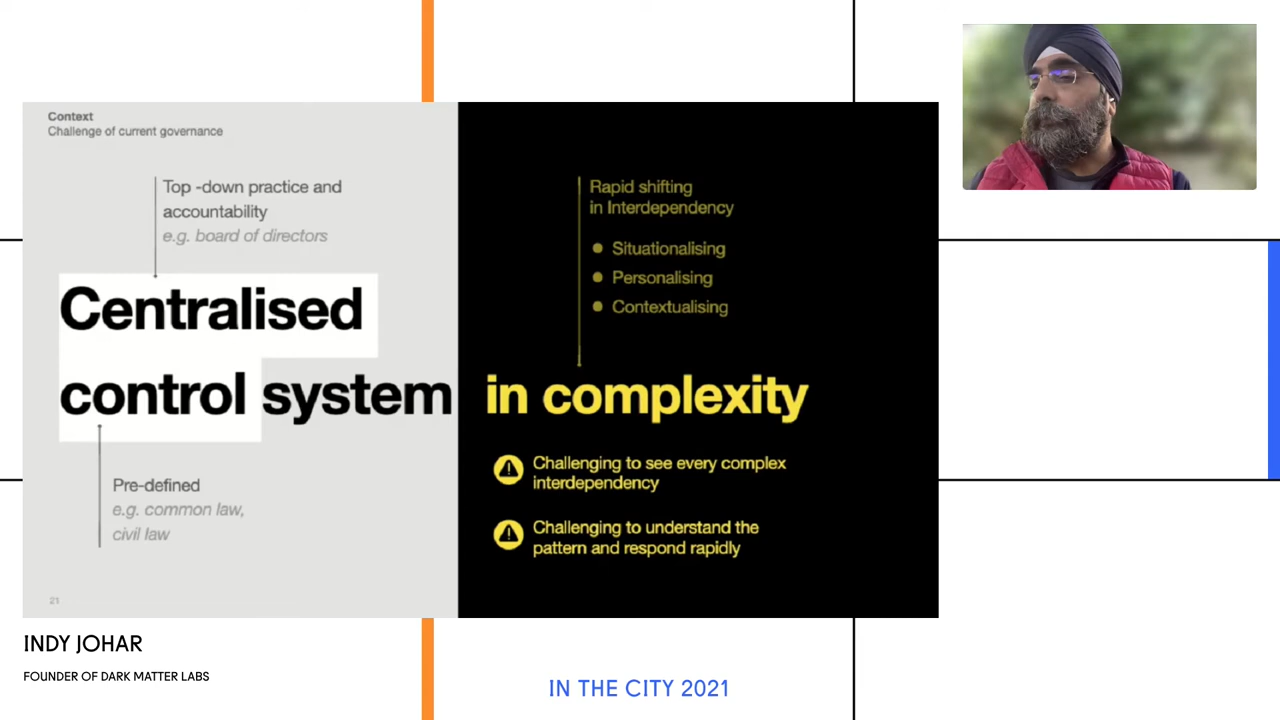 Context
Challenge of current governance
Top -down practice and
accountability
e.g. board of directors
Centralised
control system
Pre-defined
e.g. common law,
civil law
21
Rapid shifting
in Interdependency
Situationalising
Personalising
Contextualising
in complexity
Challenging to see every complex
interdependency
Challenging to understand the
pattern and respond rapidly
INDY JOHAR
FOUNDER OF DARK MATTER LABS
IN THE CITY 2021